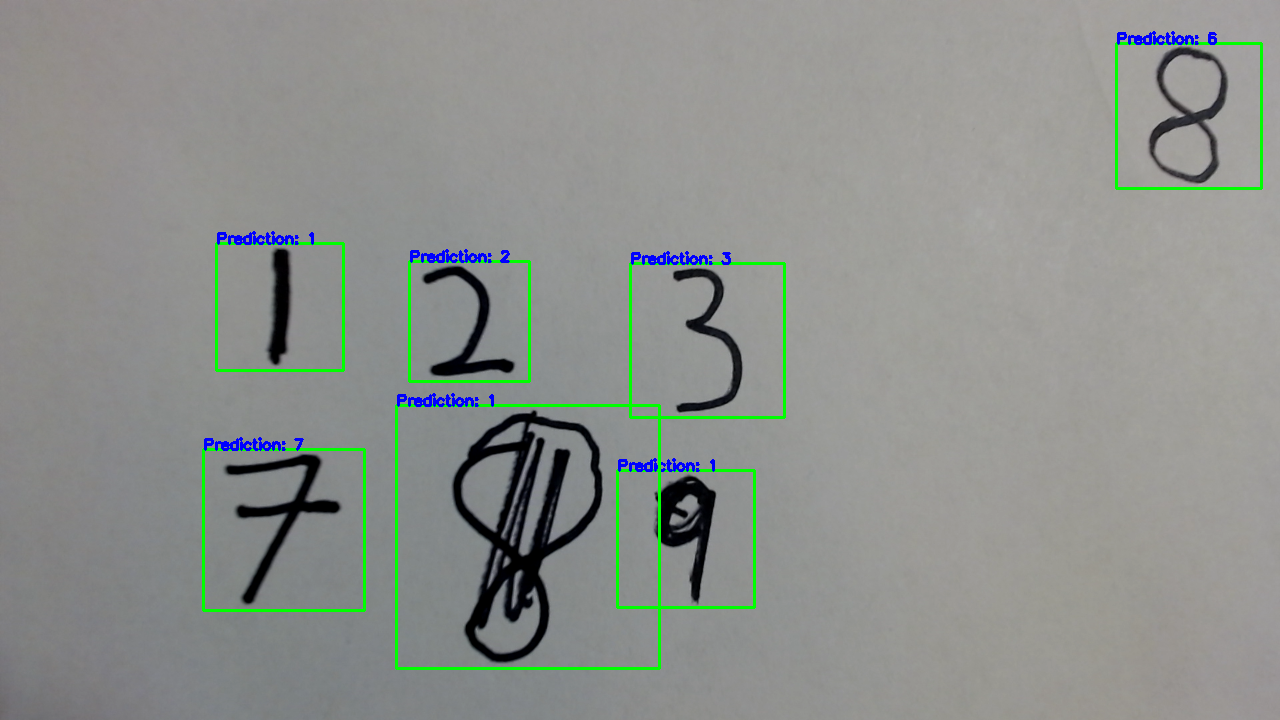 Prediction: 6
8
Prediction: 1
1
Prediction: 2
2
Prediction: 3
3
Prediction: 7
7
Prediction: 1
8
Prediction: 1
9